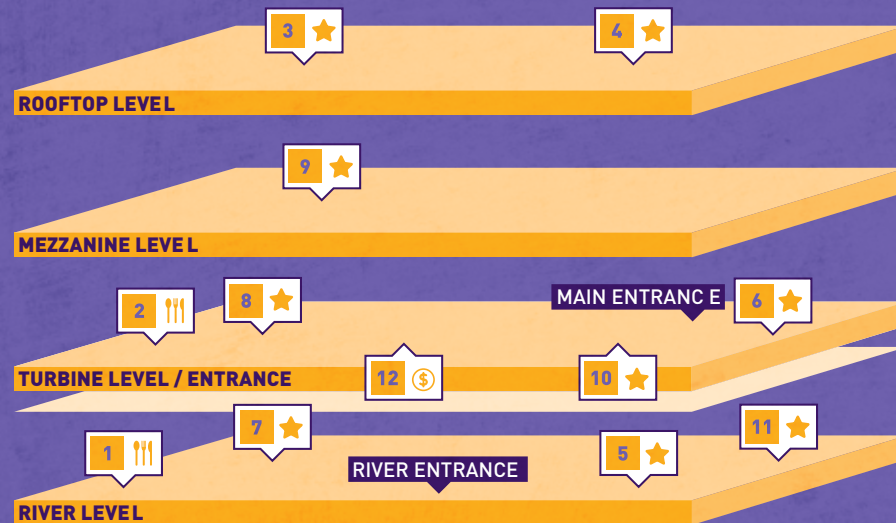 3
4
ROOFTOP LEVEL
9
MEZZANINE LEVEL
2
8
MAIN ENTRANCE
6
TURBINE LEVEL / ENTRANCE
12 $
10
1
7
RIVER ENTRANCE
5
11
RIVER LEVEL